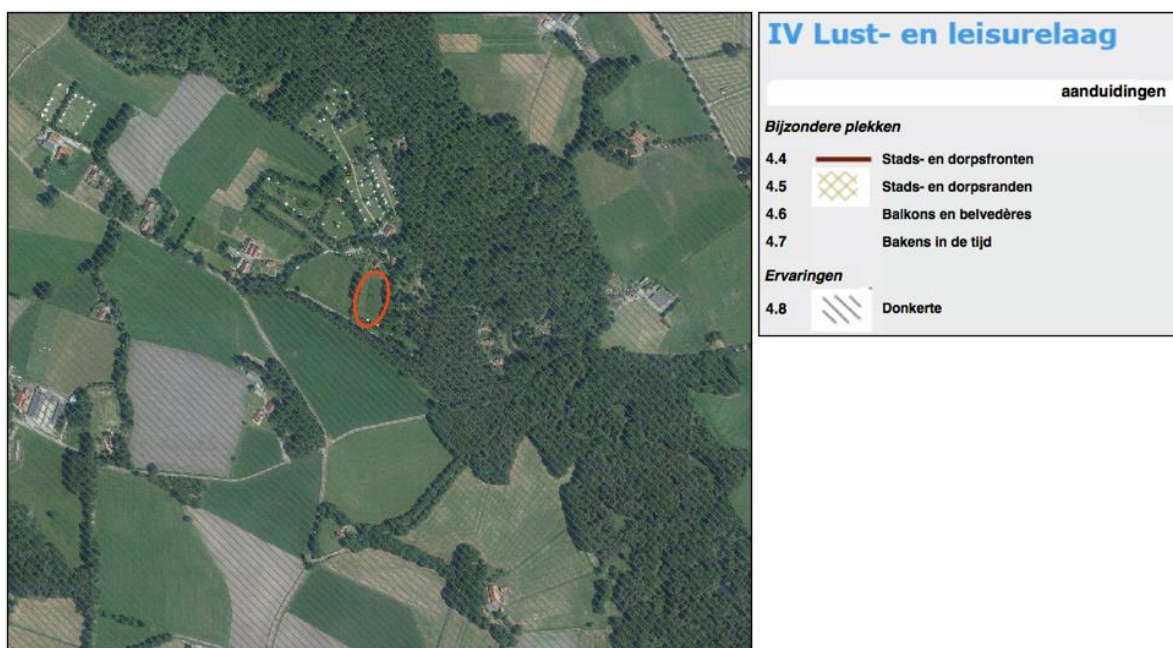 IV Lust- en leisurelaag
aanduidingen
Bijzondere plekken
4.4 Stads- en dorpsfronten
4.5 Stads- en dorpsranden
4.6 Balkons en belvedères
4.7 Bakens in de tijd
Ervaringen
4.8 Donkerte